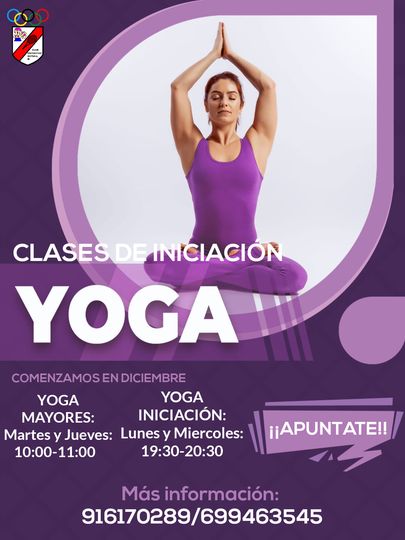 CLASES DE INICIACIÓN
YOGA
COMENZAMOS EN DICIEMBRE
YOGA
MAYORES:
Martes y Jueves:
10:00-11:00
YOGA
INICIACIÓN:
Lunes y Miercoles:
19:30-20:30
¡¡APUNTATE!!
Más información:
916170289/699463545